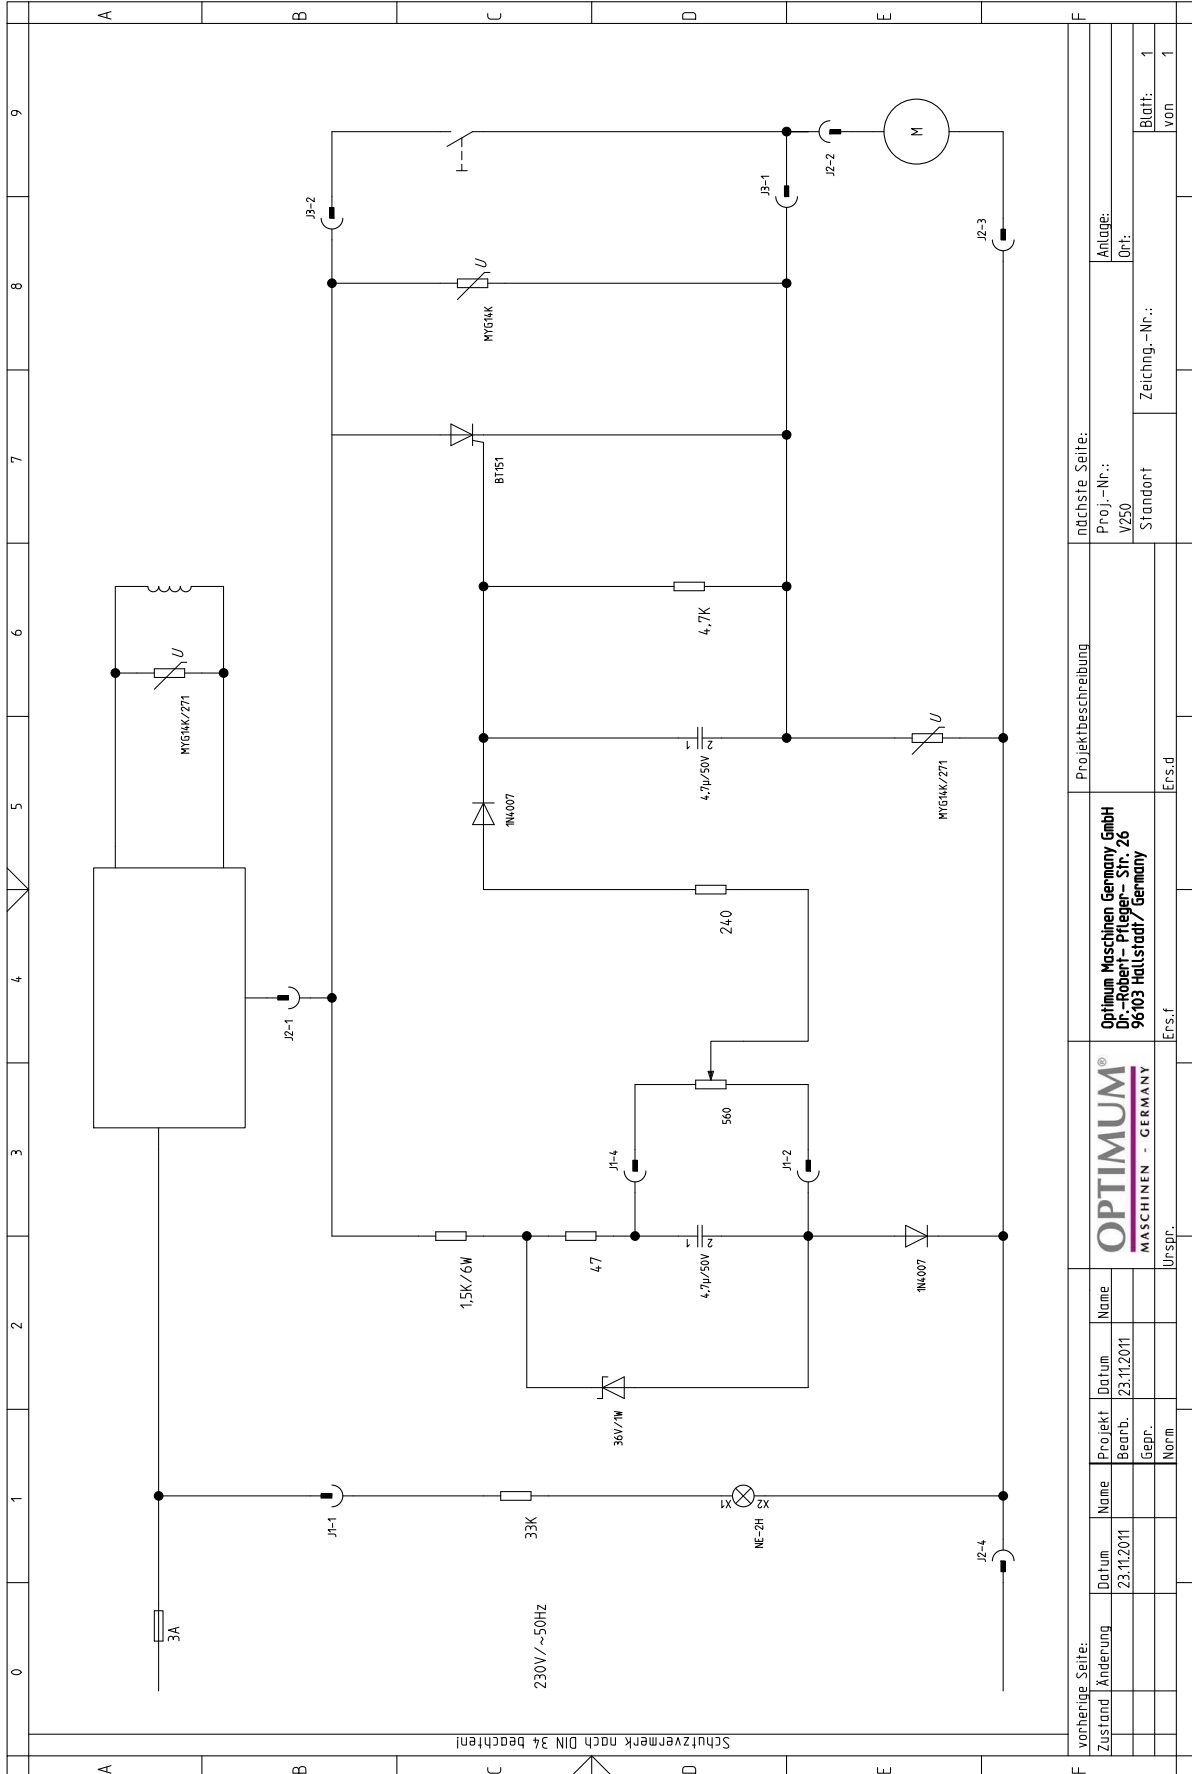 0 1 2 3 4 5 6 7 8 9
A
B
C
D
E
F
A
B
C
D
E
F
Schutzvermerk nach DIN 34 beachten!
3A
230V/~50Hz
J1-1
33K
X1
X2
NE-2H
J2-4
36V/1W
1,5K/6W
47
1
2
4,7µ/50V
1N4007
J1-4
J1-2
560
J2-1
240
1N4007
1
2
4,7µ/50V
MYG14K/271
U
MYG14K/271
U
4,7K
BT151
MYG14K
U
J3-2
J3-1
J2-2
M
J2-3
vorherige Seite:
Zustand Änderung Datum Name Projekt Datum Name
23.11.2011 Bearb. 23.11.2011
Gepr.
Norm
Urspr. Ers.f Ers.d
OPTIMUM®
MASCHINEN - GERMANY
Optimum Maschinen Germany GmbH
Dr.-Robert- Pfleger- Str. 26
96103 Hallstadt/ Germany
Projektbeschreibung
nächste Seite:
Proj.-Nr.:
V250
Standort
Zeichng.-Nr.:
Anlage:
Ort:
Blatt: 1
von 1